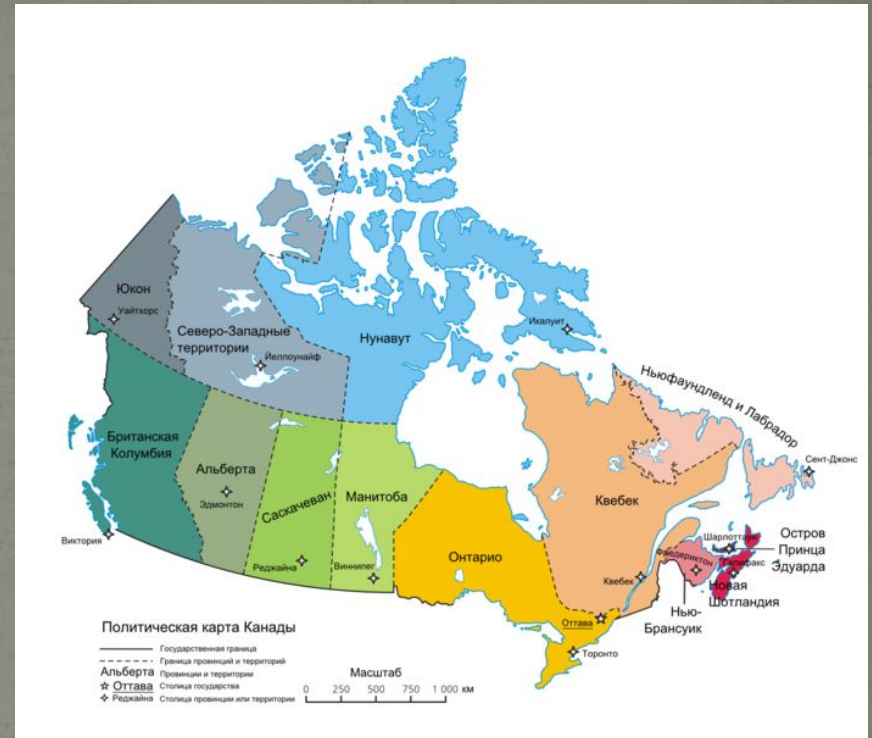 Юкон
Уайтхорс
Северо-Западные
территории
Йеллоунайф
Нунавут
Икалуит
Ньюфаундленд и Лабрадор
Сент-Джонс
Британская
Колумбия
Виктория
Альберта
Эдмонтон
Саскачеван
Реджайна
Манитоба
Виннипег
Онтарио
Оттава
Торонто
Квебек
Квебек
Шарлоттаун
Остров
Принца
Эдуарда
Фредериктон
Галифакс
Новая
Шотландия
Нью-
Брансуик
Политическая карта Канады
Государственная граница
Граница провинций и территорий
Альберта Провинции и территории
Оттава Столица государства
Реджайна Столица провинции или территории
Масштаб
0 250 500 750 1 000 км